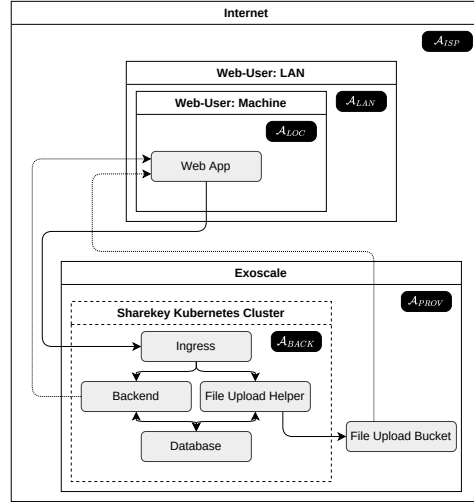 Internet
A_ISP
Web-User: LAN
Web-User: Machine
A_LAN
A_LOC
Web App
Exoscale
A_PROV
Sharekey Kubernetes Cluster
A_BACK
Ingress
Backend
File Upload Helper
File Upload Bucket
Database